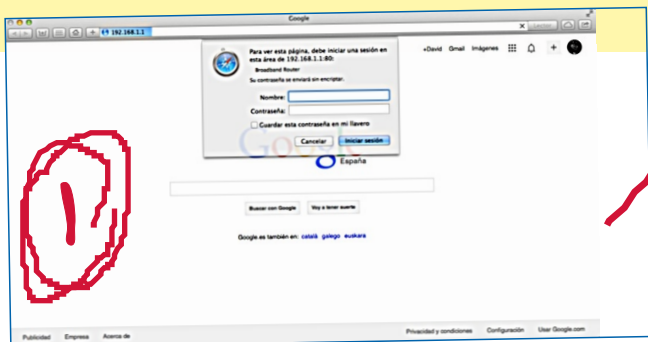 Google
192.168.1.1
Para ver esta página, debe iniciar una sesión en
esta área de 192.168.1.1:80:
Broadband Router
Su contraseña se enviará sin encriptar.
Nombre:
Contraseña:
Guardar esta contraseña en mi llavero
Cancelar Iniciar sesión
+David Gmail Imágenes
España
Buscar con Google Voy a tener suerte
Google.es también en: català galego euskara
1
Publicidad Empresa Acerca de
Privacidad y condiciones Configuración Usar Google.com